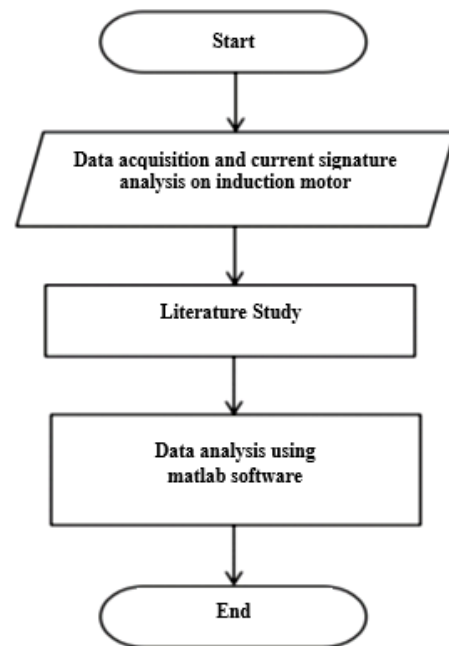 Start
Data acquisition and current signature
analysis on induction motor
Literature Study
Data analysis using
matlab software
End